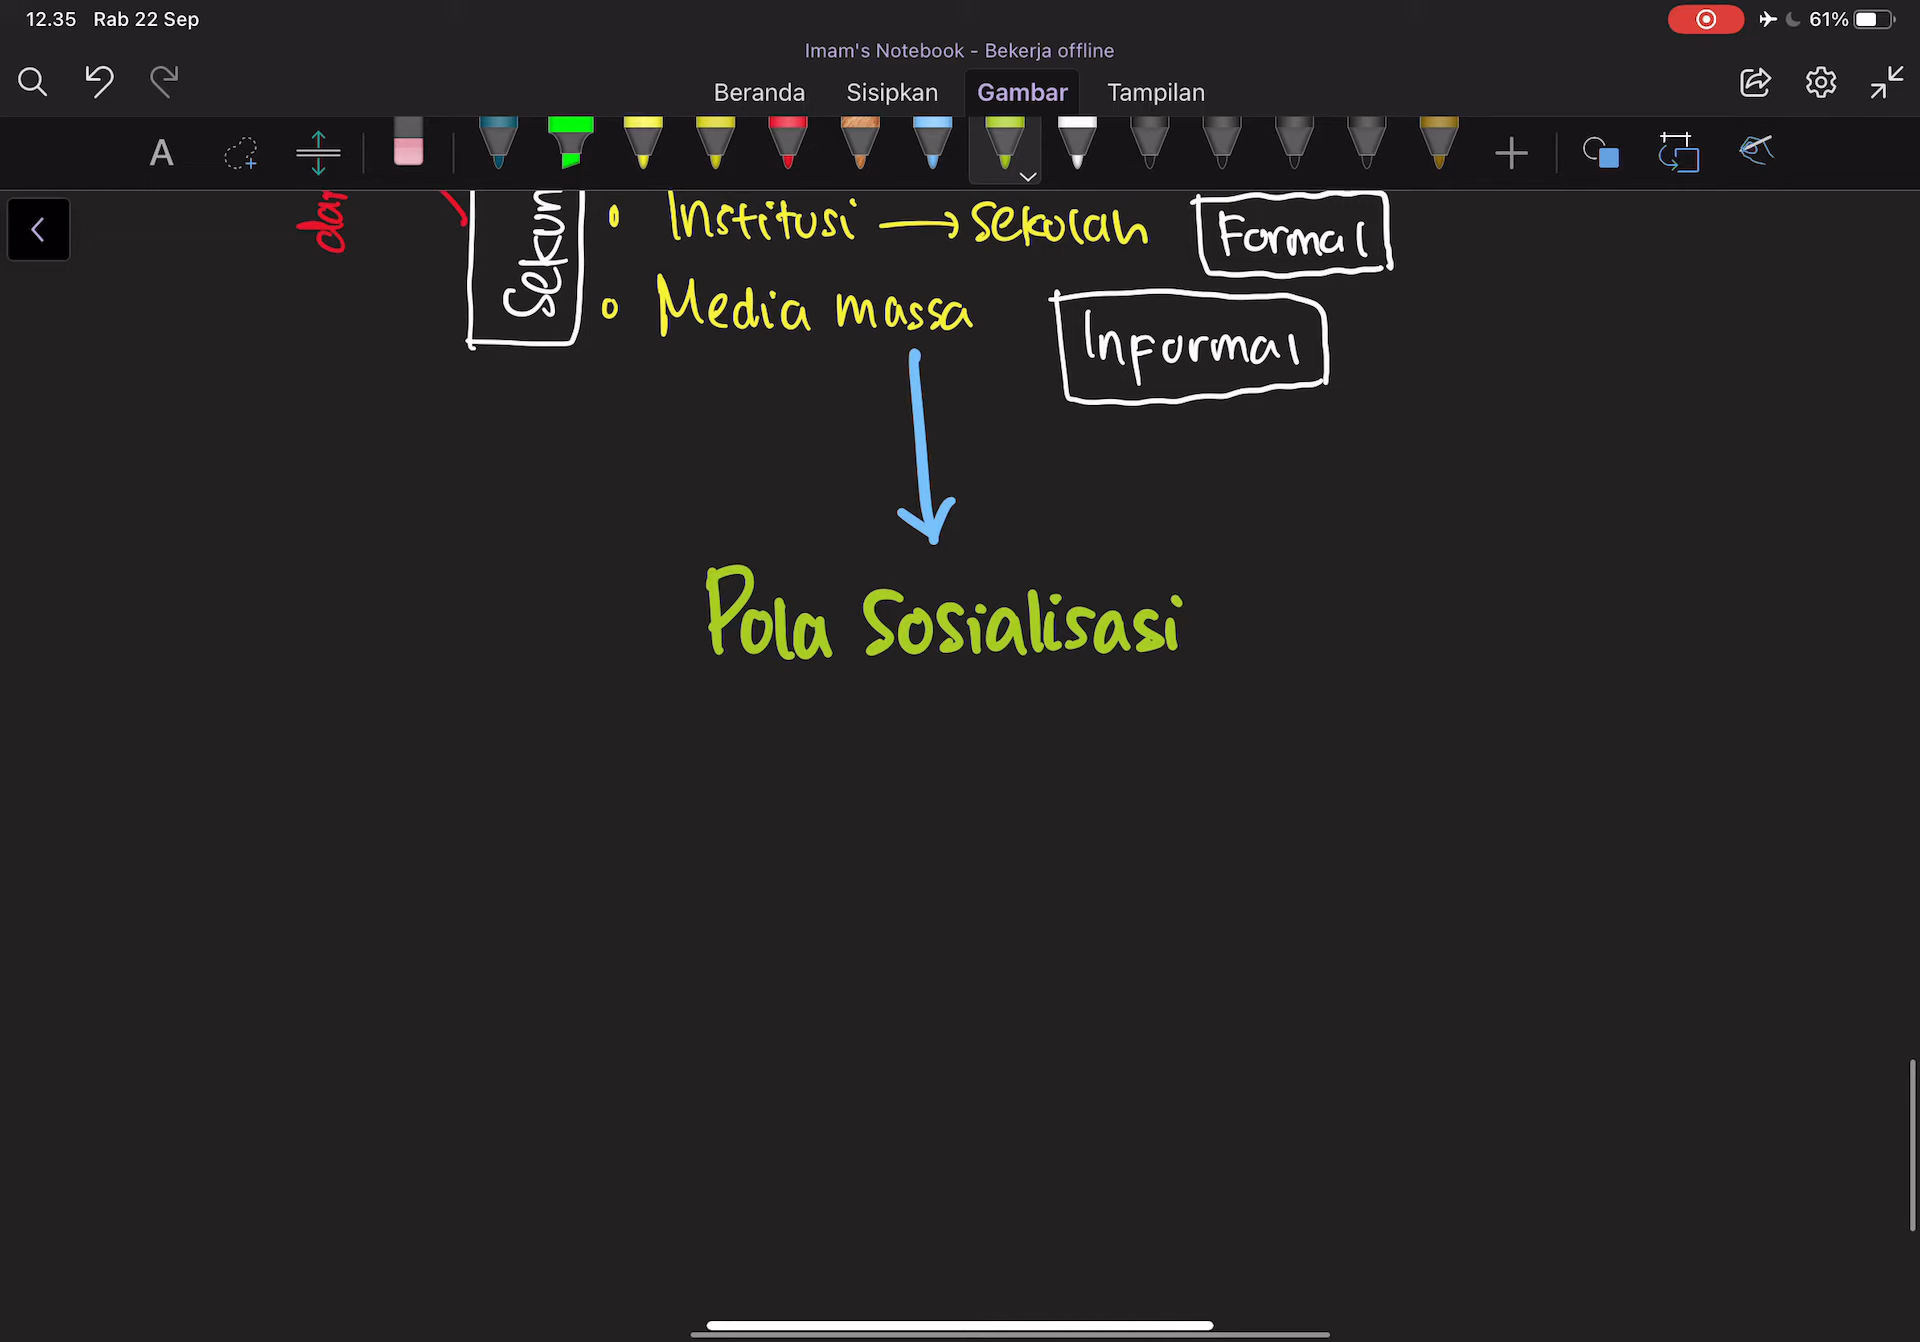 12.35 Rab 22 Sep
61%
Imam's Notebook - Bekerja offline
Beranda Sisipkan Gambar Tampilan
A
dar
Sekun
Institusi → sekolah
Formal
Media massa
Informal
Pola Sosialisasi